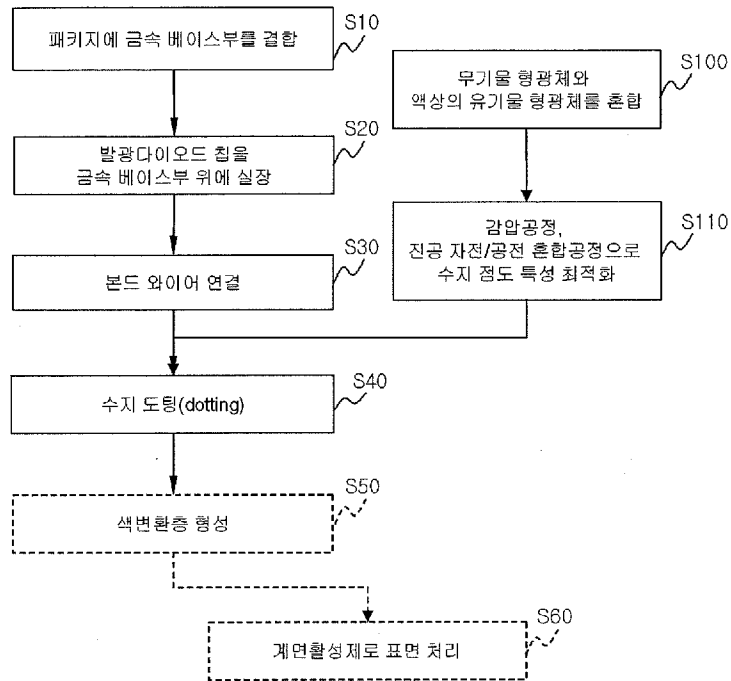 S10
패키지에 금속 베이스부를 결합
S100
무기물 형광체와
액상의 유기물 형광체를 혼합
S20
발광다이오드 칩을
금속 베이스부 위에 실장
S110
감압공정,
진공 자전/공전 혼합공정으로
수지 정도 특성 최적화
S30
본드 와이어 연결
S40
수지 도팅(dotting)
S50
색변환층 형성
S60
계면활성제로 표면 처리